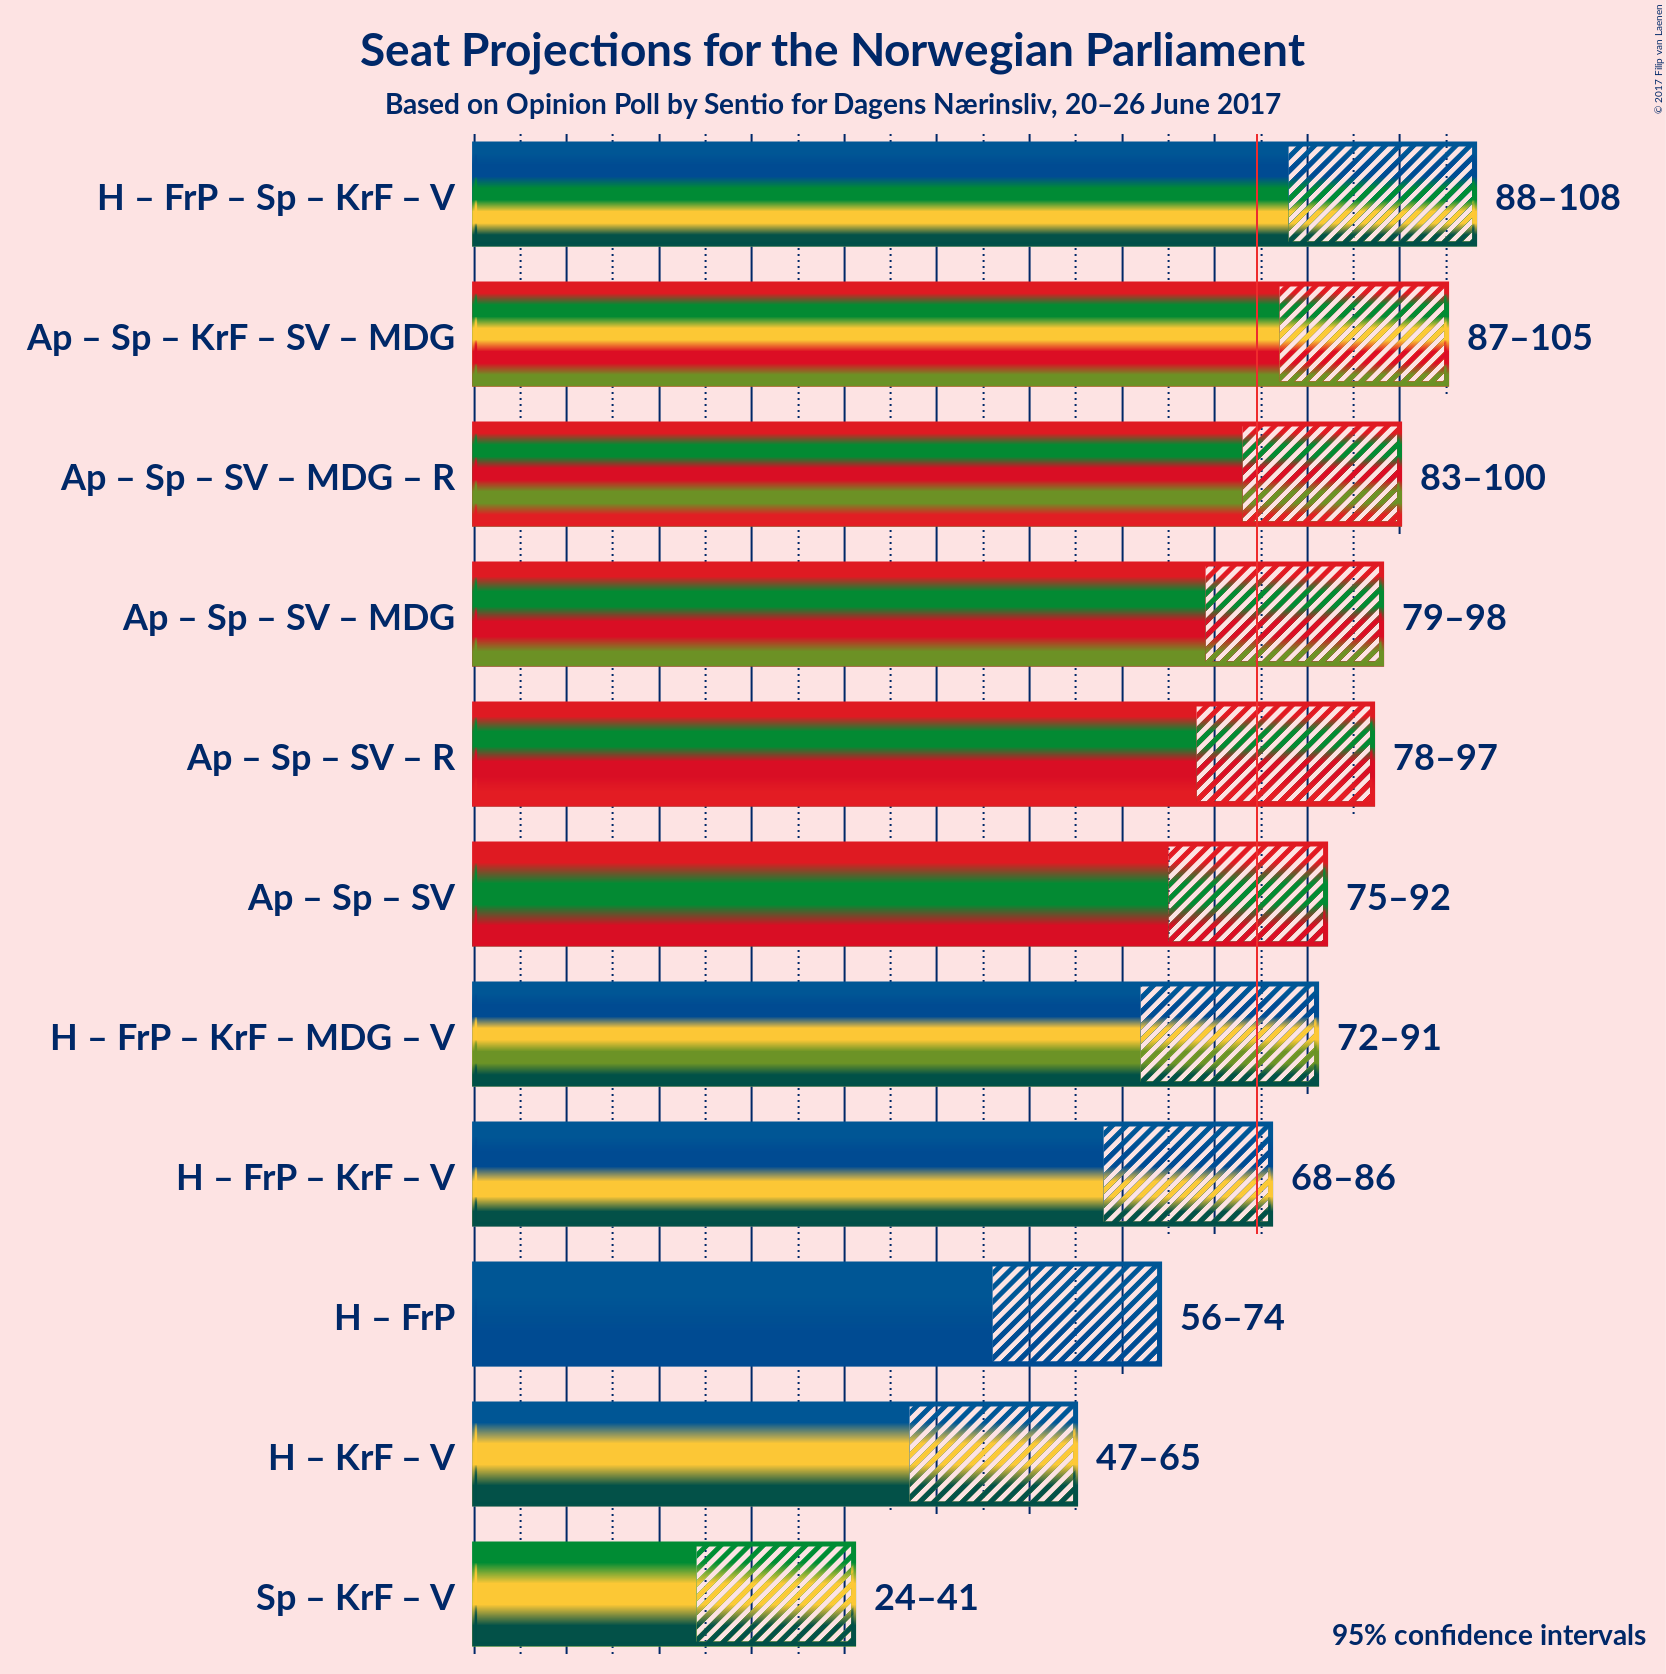 Seat Projections for the Norwegian Parliament
Based on Opinion Poll by Sentio for Dagens Nærinsliv, 20–26 June 2017
© 2017 Filip van Laenen
H – FrP – Sp – KrF – V 88–108
Ap – Sp – KrF – SV – MDG 87–105
Ap – Sp – SV – MDG – R 83–100
Ap – Sp – SV – MDG 79–98
Ap – Sp – SV – R 78–97
Ap – Sp – SV 75–92
H – FrP – KrF – MDG – V 72–91
H – FrP – KrF – V 68–86
H – FrP 56–74
H – KrF – V 47–65
Sp – KrF – V 24–41
95% confidence intervals